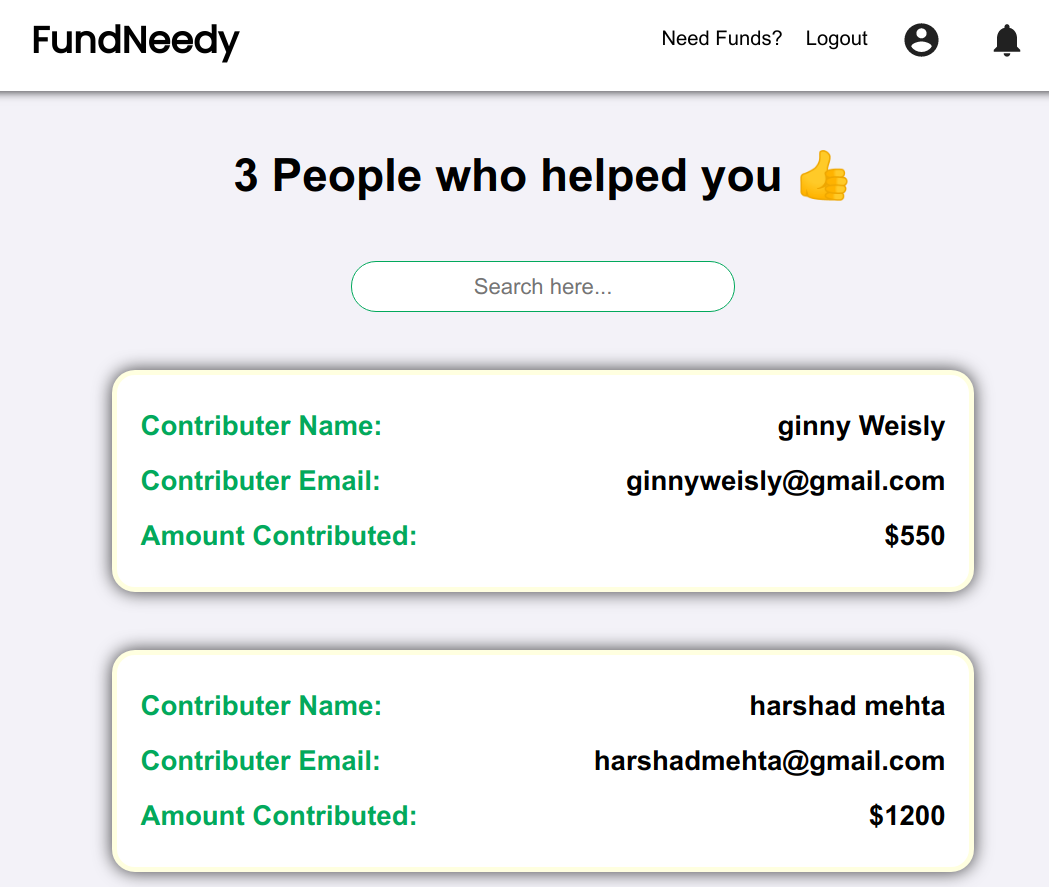 FundNeedy
Need Funds? Logout
3 People who helped you 👍
Search here...
Contributer Name: ginny Weisly
Contributer Email: ginnyweisly@gmail.com
Amount Contributed: $550
Contributer Name: harshad mehta
Contributer Email: harshadmehta@gmail.com
Amount Contributed: $1200